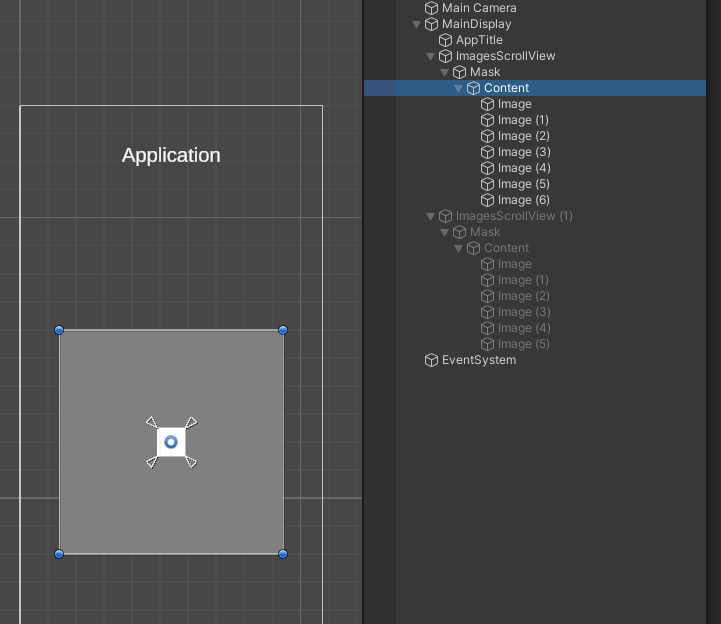 Main Camera
MainDisplay
AppTitle
ImagesScrollView
Mask
Content
Image
Image (1)
Image (2)
Image (3)
Image (4)
Image (5)
Image (6)
ImagesScrollView (1)
Mask
Content
Image
Image (1)
Image (2)
Image (3)
Image (4)
Image (5)
EventSystem
Application